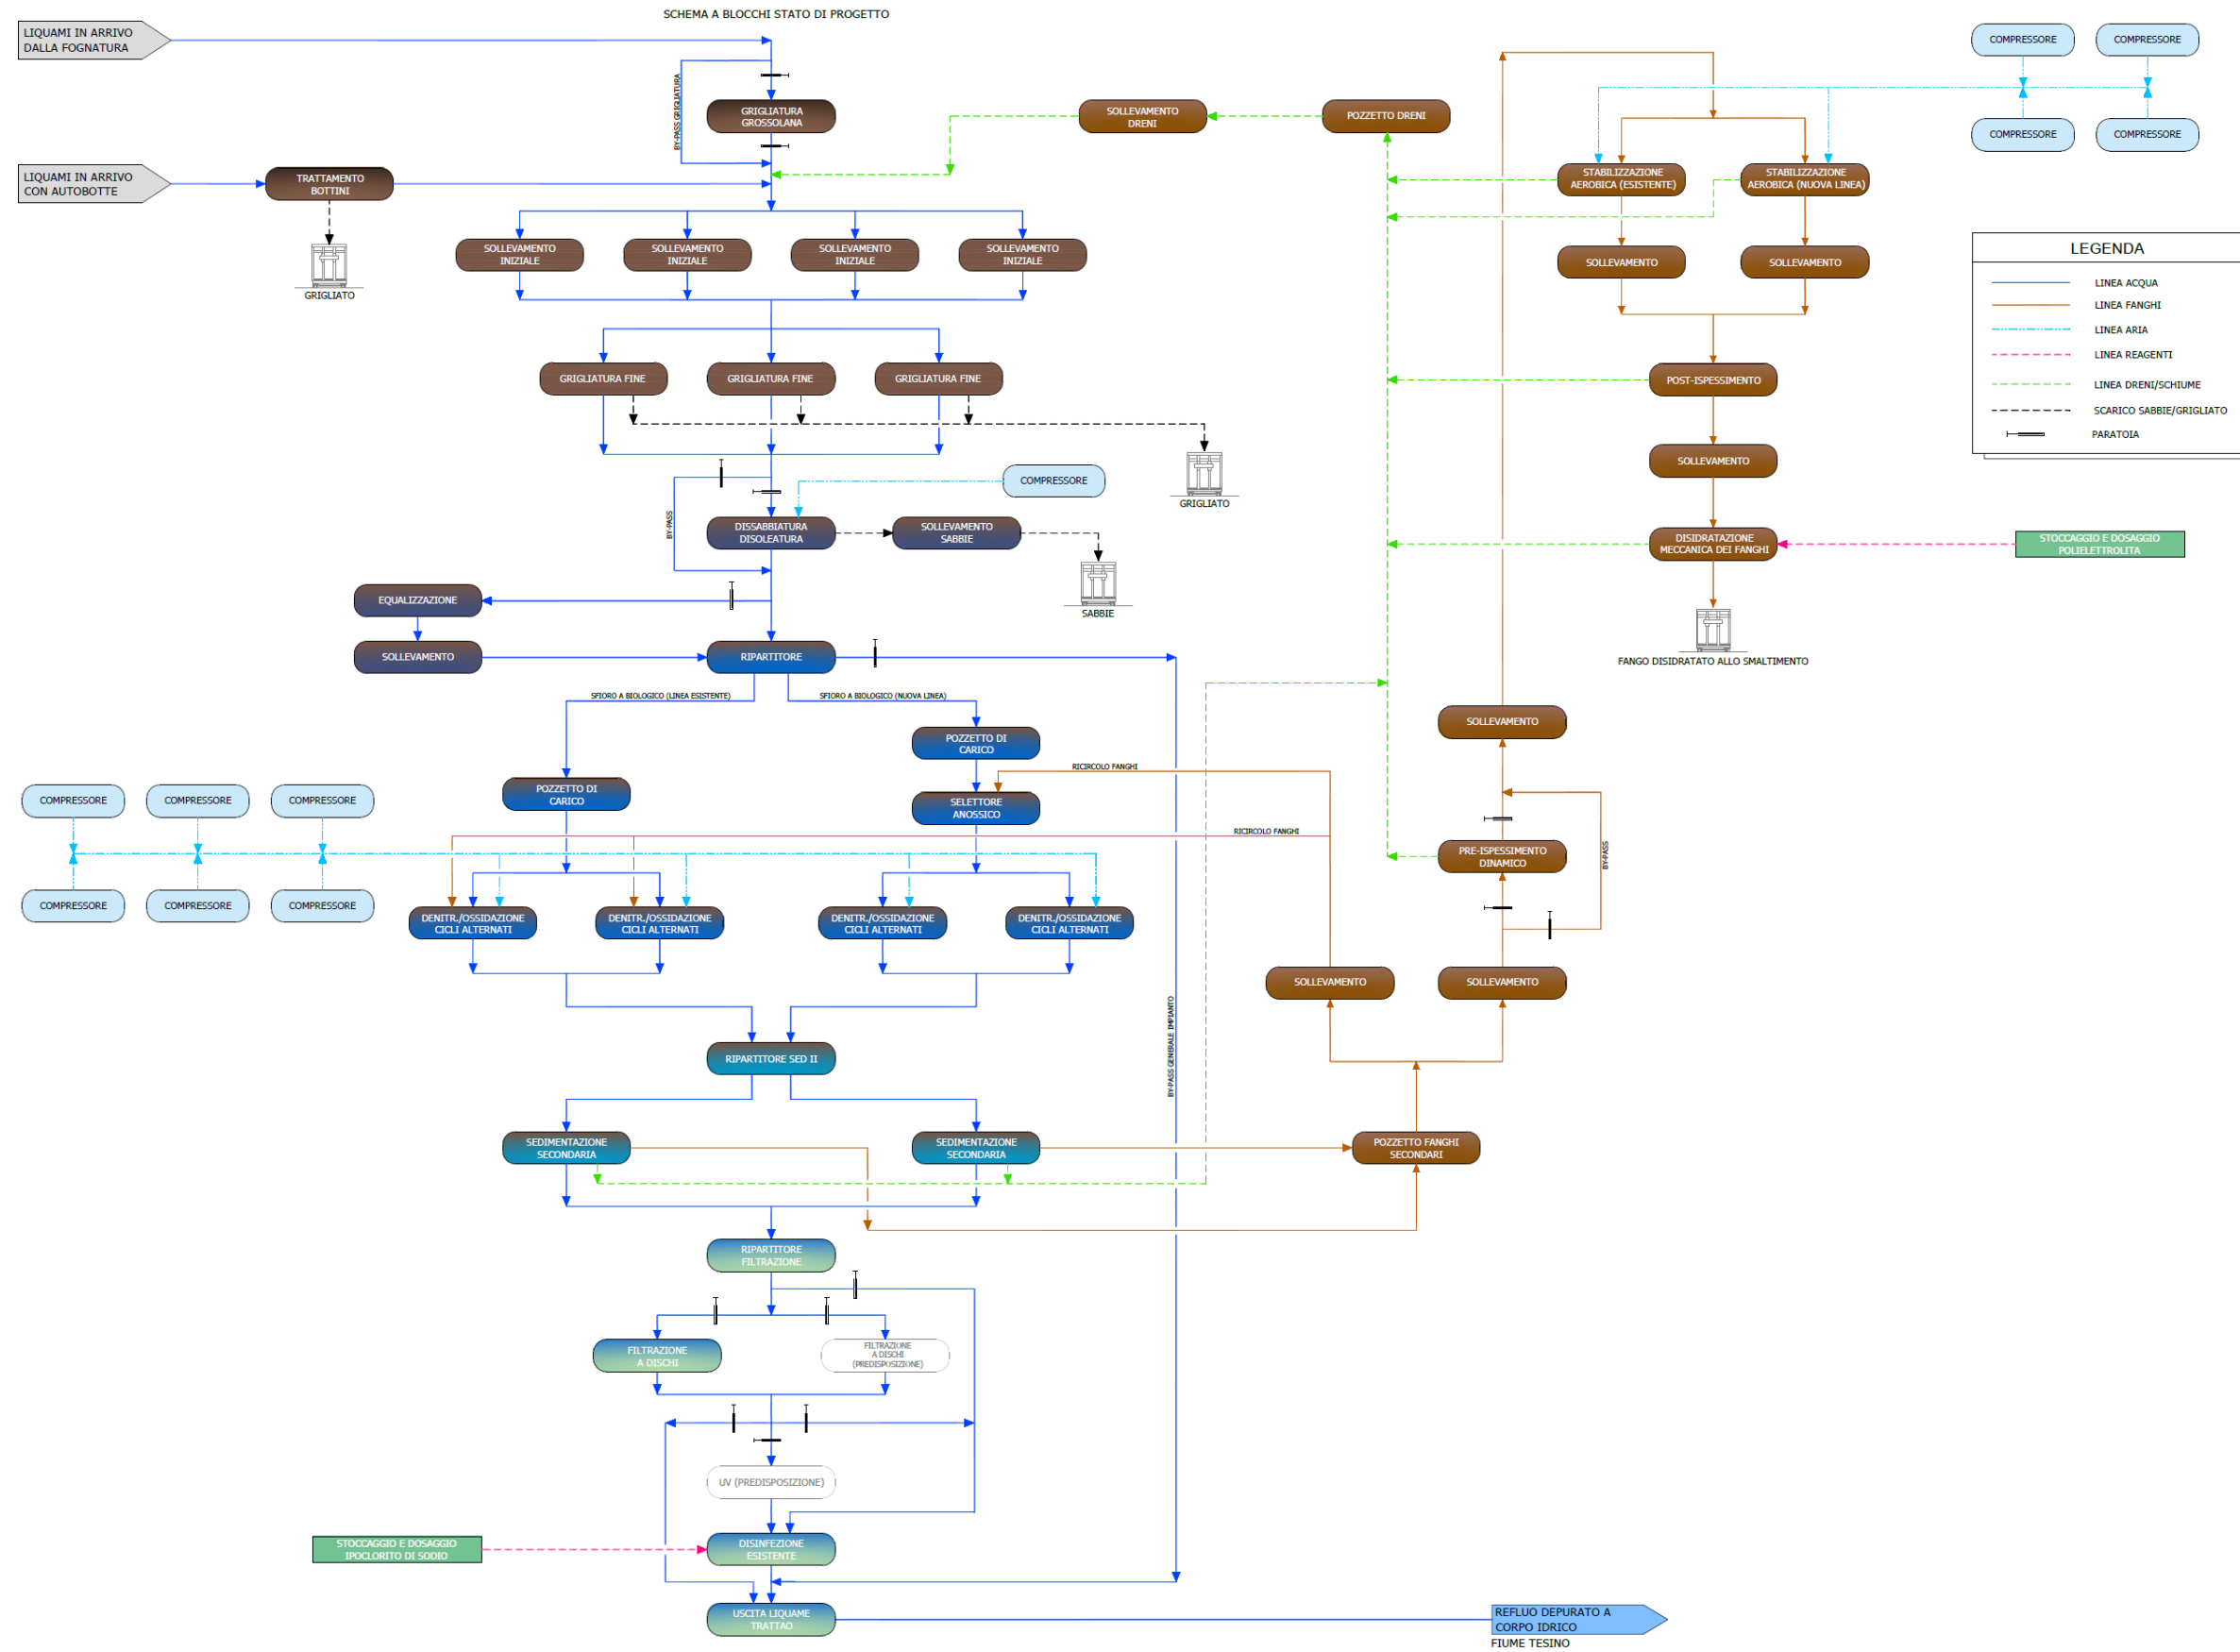 SCHEMA A BLOCCHI STATO DI PROGETTO
LIQUAMI IN ARRIVO
DALLA FOGNATURA
BY-PASS GRIGLIATURA
GRIGLIATURA
GROSSOLANA
LIQUAMI IN ARRIVO
CON AUTOBOTTE
TRATTAMENTO
BOTTINI
GRIGLIATO
SOLLEVAMENTO
INIZIALE
SOLLEVAMENTO
INIZIALE
SOLLEVAMENTO
INIZIALE
SOLLEVAMENTO
INIZIALE
GRIGLIATURA FINE
GRIGLIATURA FINE
GRIGLIATURA FINE
GRIGLIATO
COMPRESSORE
BY-PASS
DISSABBIATURA
DISOLEATURA
SOLLEVAMENTO
SABBIE
SABBIE
EQUALIZZAZIONE
SOLLEVAMENTO
RIPARTITORE
SFIORO A BIOLOGICO (LINEA ESISTENTE)
SFIORO A BIOLOGICO (NUOVA LINEA)
POZZETTO DI
CARICO
POZZETTO DI
CARICO
SELETTORE
ANOSSICO
RICIRCOLO FANGHI
RICIRCOLO FANGHI
COMPRESSORE
COMPRESSORE
COMPRESSORE
COMPRESSORE
COMPRESSORE
COMPRESSORE
DENITR./OSSIDAZIONE
CICLI ALTERNATI
DENITR./OSSIDAZIONE
CICLI ALTERNATI
DENITR./OSSIDAZIONE
CICLI ALTERNATI
DENITR./OSSIDAZIONE
CICLI ALTERNATI
RIPARTITORE SED II
BY-PASS GENERALE IMPIANTO
SEDIMENTAZIONE
SECONDARIA
SEDIMENTAZIONE
SECONDARIA
RIPARTITORE
FILTRAZIONE
FILTRAZIONE
A DISCHI
FILTRAZIONE
A DISCHI
(PREDISPOSIZIONE)
UV (PREDISPOSIZIONE)
STOCCAGGIO E DOSAGGIO
IPOCLORITO DI SODIO
DISINFEZIONE
ESISTENTE
USCITA LIQUAME
TRATTAO
REFLUO DEPURATO A
CORPO IDRICO
FIUME TESINO
SOLLEVAMENTO
DRENI
POZZETTO DRENI
COMPRESSORE
COMPRESSORE
COMPRESSORE
COMPRESSORE
STABILIZZAZIONE
AEROBICA (ESISTENTE)
STABILIZZAZIONE
AEROBICA (NUOVA LINEA)
SOLLEVAMENTO
SOLLEVAMENTO
POST-ISPESSIMENTO
SOLLEVAMENTO
DISIDRATAZIONE
MECCANICA DEI FANGHI
STOCCAGGIO E DOSAGGIO
POLIELETTROLITA
FANGO DISIDRATATO ALLO SMALTIMENTO
SOLLEVAMENTO
PRE-ISPESSIMENTO
DINAMICO
BY-PASS
SOLLEVAMENTO
SOLLEVAMENTO
POZZETTO FANGHI
SECONDARI
LEGENDA
LINEA ACQUA
LINEA FANGHI
LINEA ARIA
LINEA REAGENTI
LINEA DRENI/SCHIUME
SCARICO SABBIE/GRIGLIATO
PARATOIA